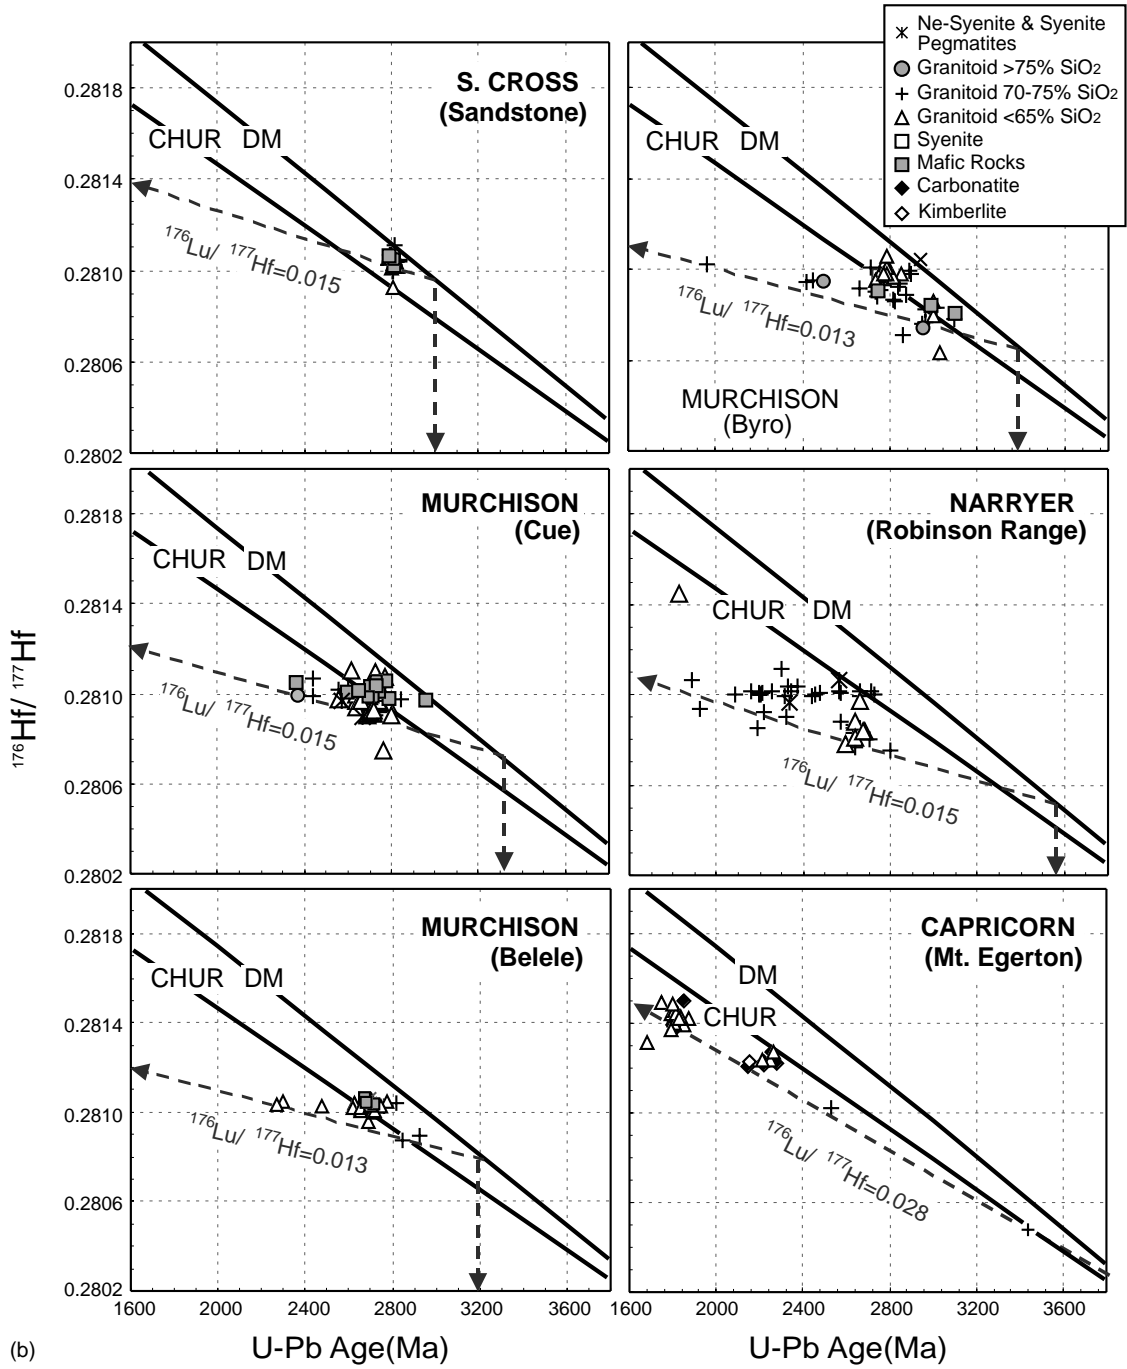 Ne-Syenite & Syenite
Pegmatites
Granitoid >75% SiO2
Granitoid 70-75% SiO2
Granitoid <65% SiO2
Syenite
Mafic Rocks
Carbonatite
Kimberlite
S. CROSS
(Sandstone)
CHUR DM
176Lu/ 177Hf=0.015
0.2818
0.2814
0.2810
0.2806
0.2802
CHUR DM
176Lu/ 177Hf=0.013
MURCHISON
(Byro)
MURCHISON
(Cue)
CHUR DM
176Lu/ 177Hf=0.015
0.2818
0.2814
0.2810
0.2806
0.2802
NARRYER
(Robinson Range)
CHUR DM
176Lu/ 177Hf=0.015
176Hf/ 177Hf
MURCHISON
(Belele)
CHUR DM
176Lu/ 177Hf=0.013
0.2818
0.2814
0.2810
0.2806
0.2802
1600 2000 2400 2800 3200 3600
U-Pb Age(Ma)
CAPRICORN
(Mt. Egerton)
DM
CHUR
176Lu/ 177Hf=0.028
1600 2000 2400 2800 3200 3600
U-Pb Age(Ma)
(b)